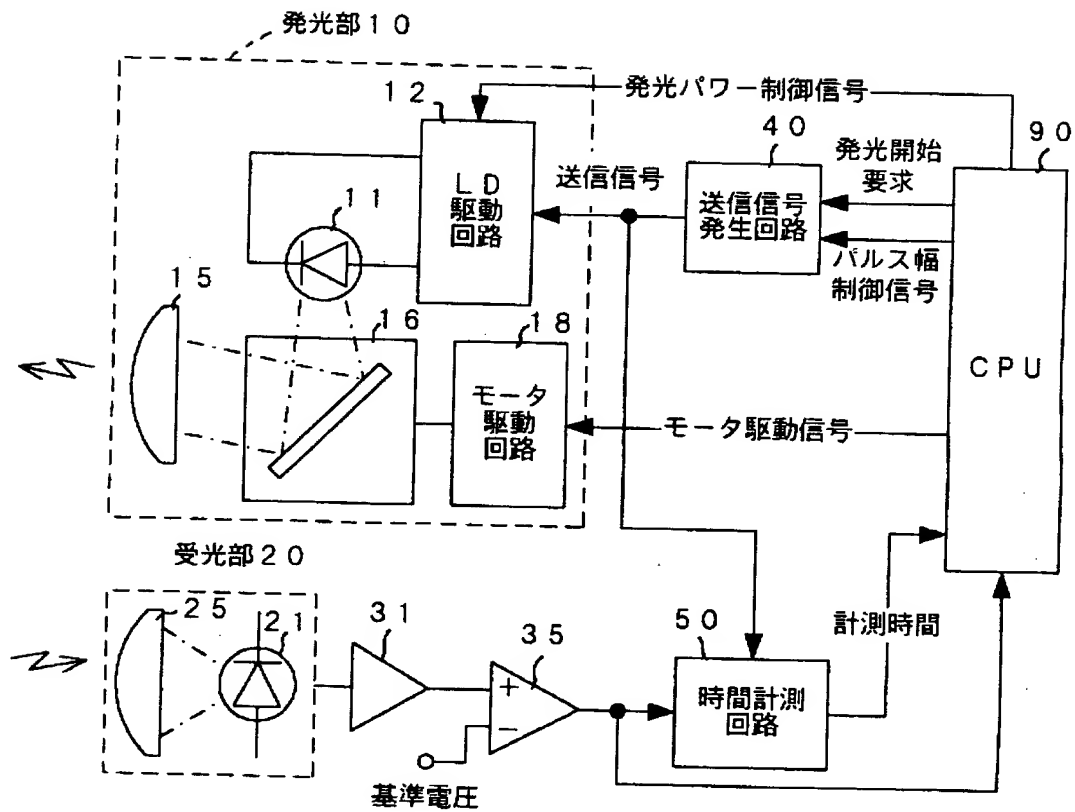 発光部１０
１２
発光パワー制御信号
４０
９０
ＬＤ
駆動
回路
送信信号
送信信号
発生回路
発光開始
要求
パルス幅
制御信号
１１
１５
１６
１８
ＣＰＵ
モータ
駆動
回路
モータ駆動信号
受光部２０
２５
２１
３１
３５
＋
－
基準電圧
５０
時間計測
回路
計測時間